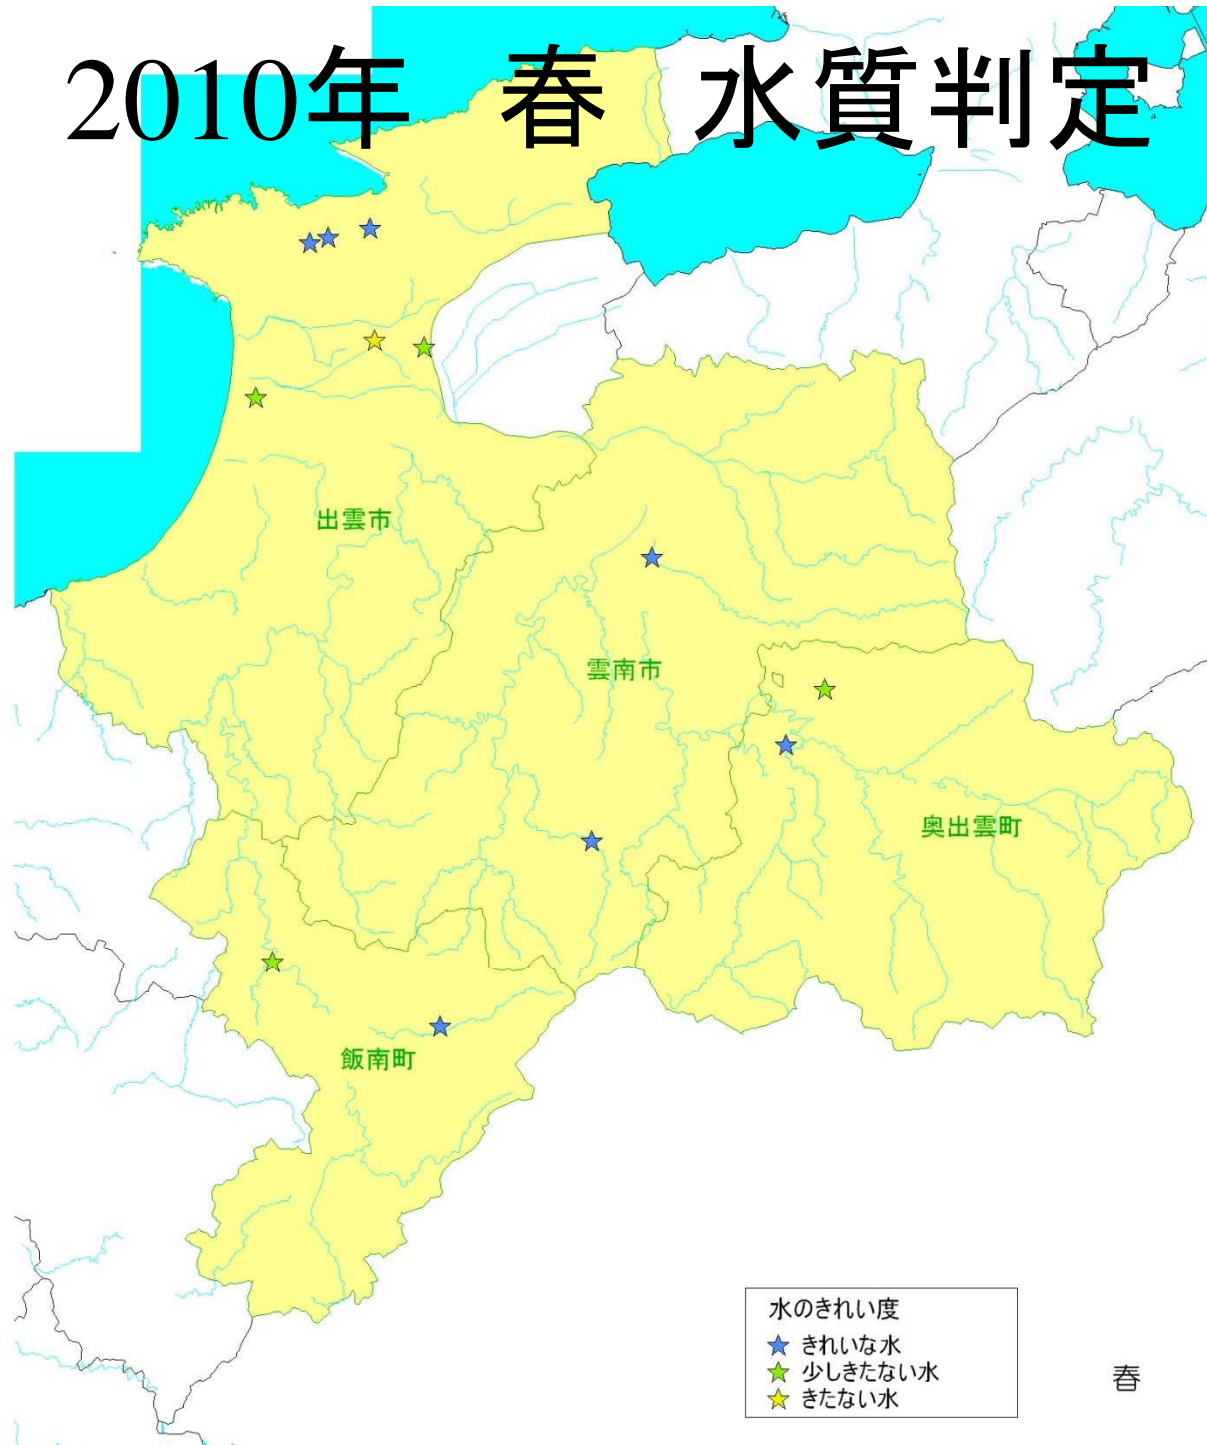 2010年 春 水質判定
出雲市
雲南市
奥出雲町
飯南町
水のきれい度
きれいな水
少しきたない水
きたない水
春